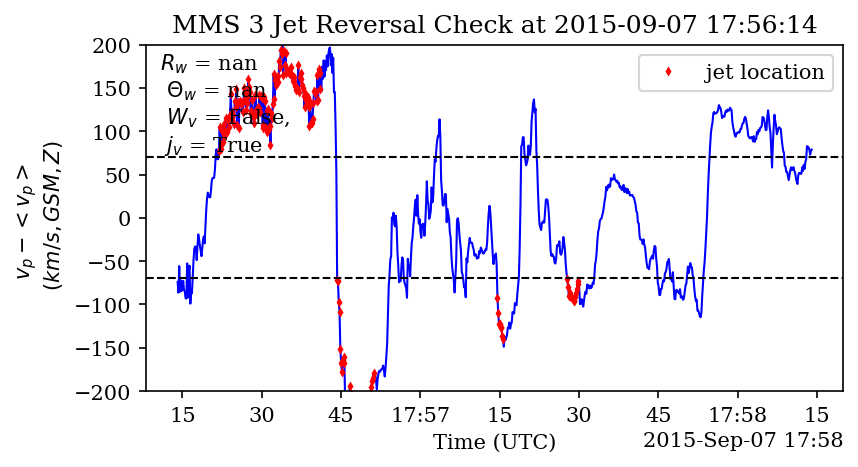 MMS 3 Jet Reversal Check at 2015-09-07 17:56:14
R_w = nan
Θ_w = nan
W_v = False,
j_v = True
jet location
200
150
100
50
0
−50
−100
−150
−200
v_p − < v_p >
(km/s, GSM, Z)
15 30 45 17:57 15 30 45 17:58 15
Time (UTC)
2015-Sep-07 17:58